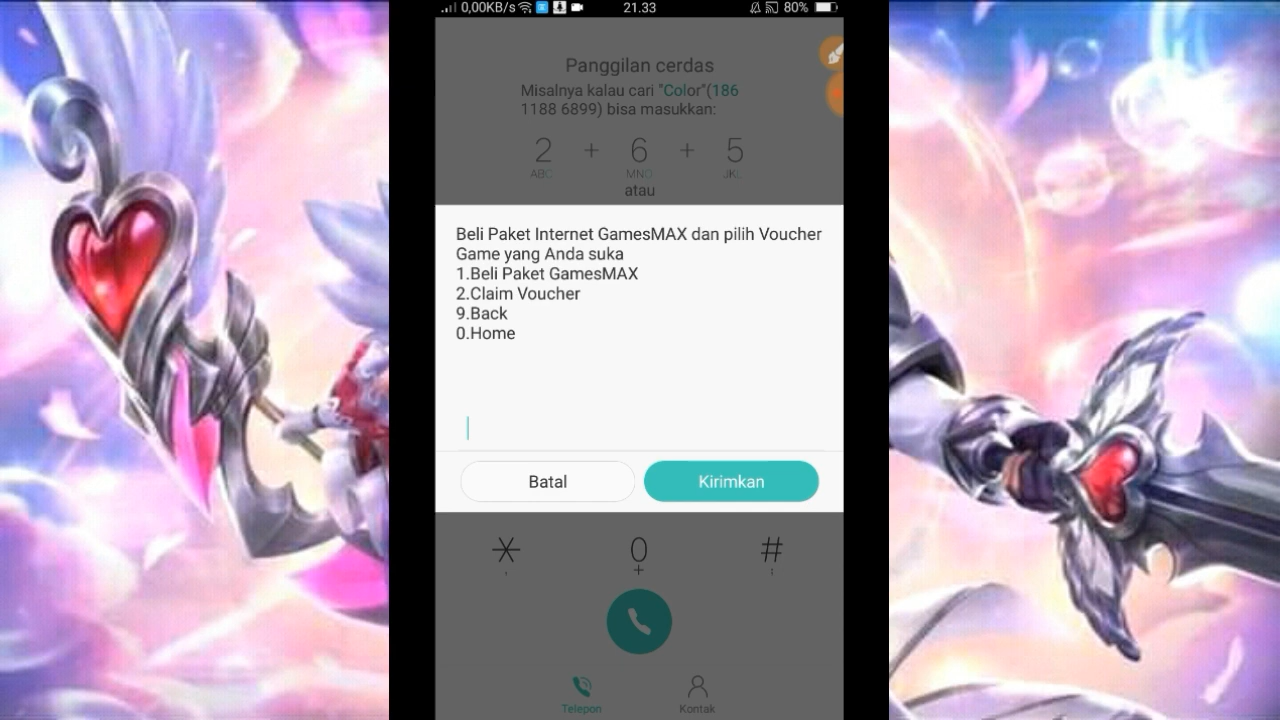 0,00KB/s 21.33 80%
Panggilan cerdas
Misalnya kalau cari "Color"(186
1188 6899) bisa masukkan:
2 + 6 + 5
ABC MNO JKL
atau
Beli Paket Internet GamesMAX dan pilih Voucher
Game yang Anda suka
1.Beli Paket GamesMAX
2.Claim Voucher
9.Back
0.Home
Batal Kirimkan
* 0 #
, + ;
Telepon Kontak